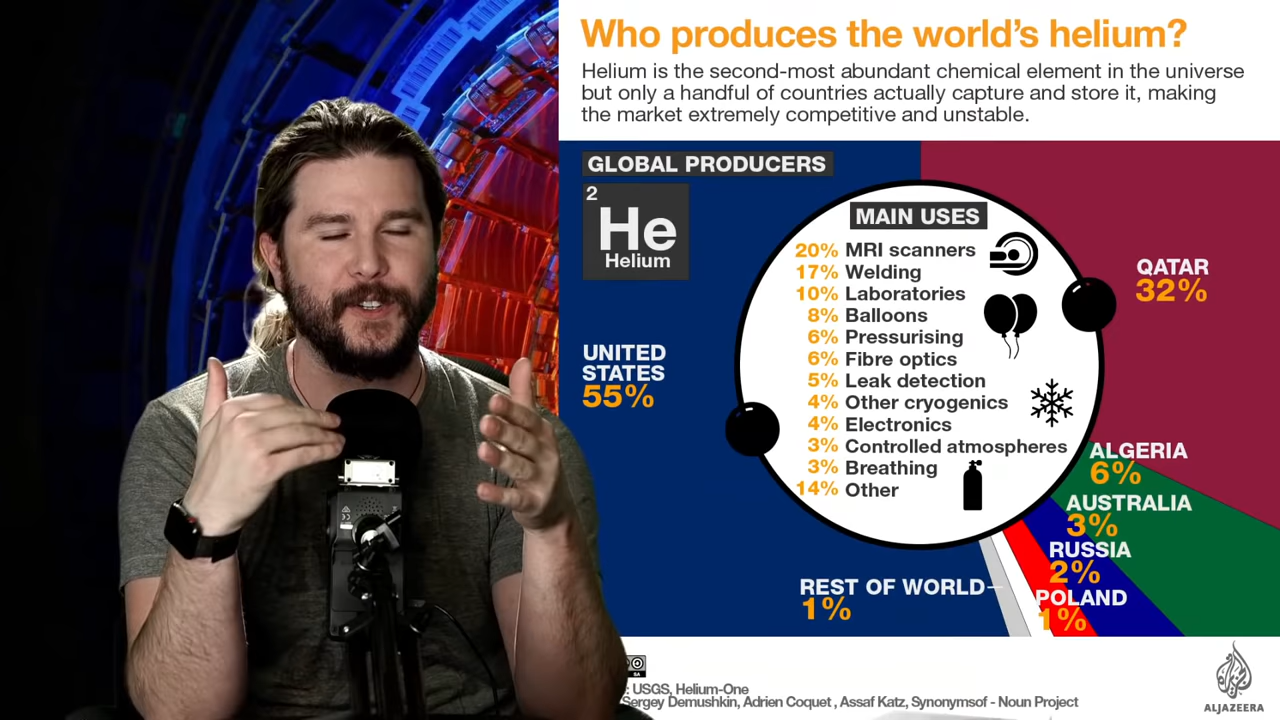 Who produces the world's helium?
Helium is the second-most abundant chemical element in the universe
but only a handful of countries actually capture and store it, making
the market extremely competitive and unstable.
GLOBAL PRODUCERS
2
He
Helium
UNITED
STATES
55%
MAIN USES
20% MRI scanners
17% Welding
10% Laboratories
8% Balloons
6% Pressurising
6% Fibre optics
5% Leak detection
4% Other cryogenics
4% Electronics
3% Controlled atmospheres
3% Breathing
14% Other
QATAR
32%
ALGERIA
6%
AUSTRALIA
3%
RUSSIA
2%
POLAND
1%
REST OF WORLD
1%
SA
: USGS, Helium-One
Sergey Demushkin, Adrien Coquet , Assaf Katz, Synonymsof - Noun Project
ALJAZEERA